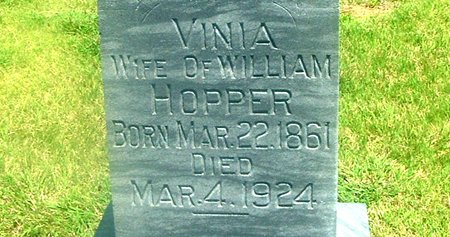 VINIA
WIFE OF WILLIAM
HOPPER
BORN MAR. 22. 1861
DIED
MAR. 4. 1924